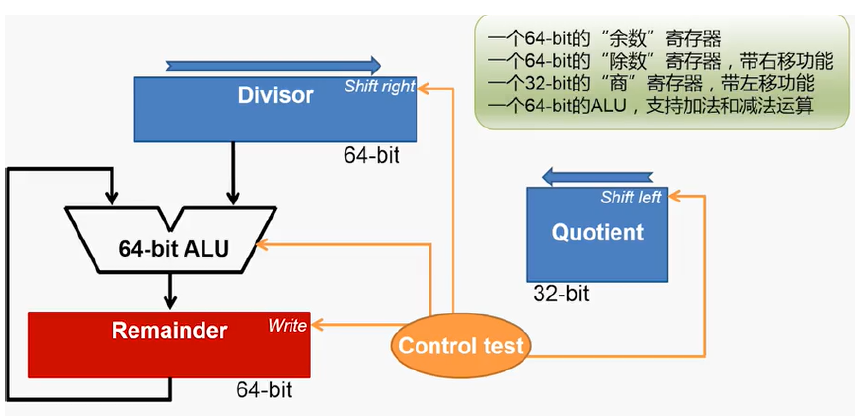 一个64-bit的“余数”寄存器
一个64-bit的“除数”寄存器，带右移功能
一个32-bit的“商”寄存器，带左移功能
一个64-bit的ALU，支持加法和减法运算
Shift right
Divisor
64-bit
Shift left
Quotient
32-bit
64-bit ALU
Remainder
Write
64-bit
Control test